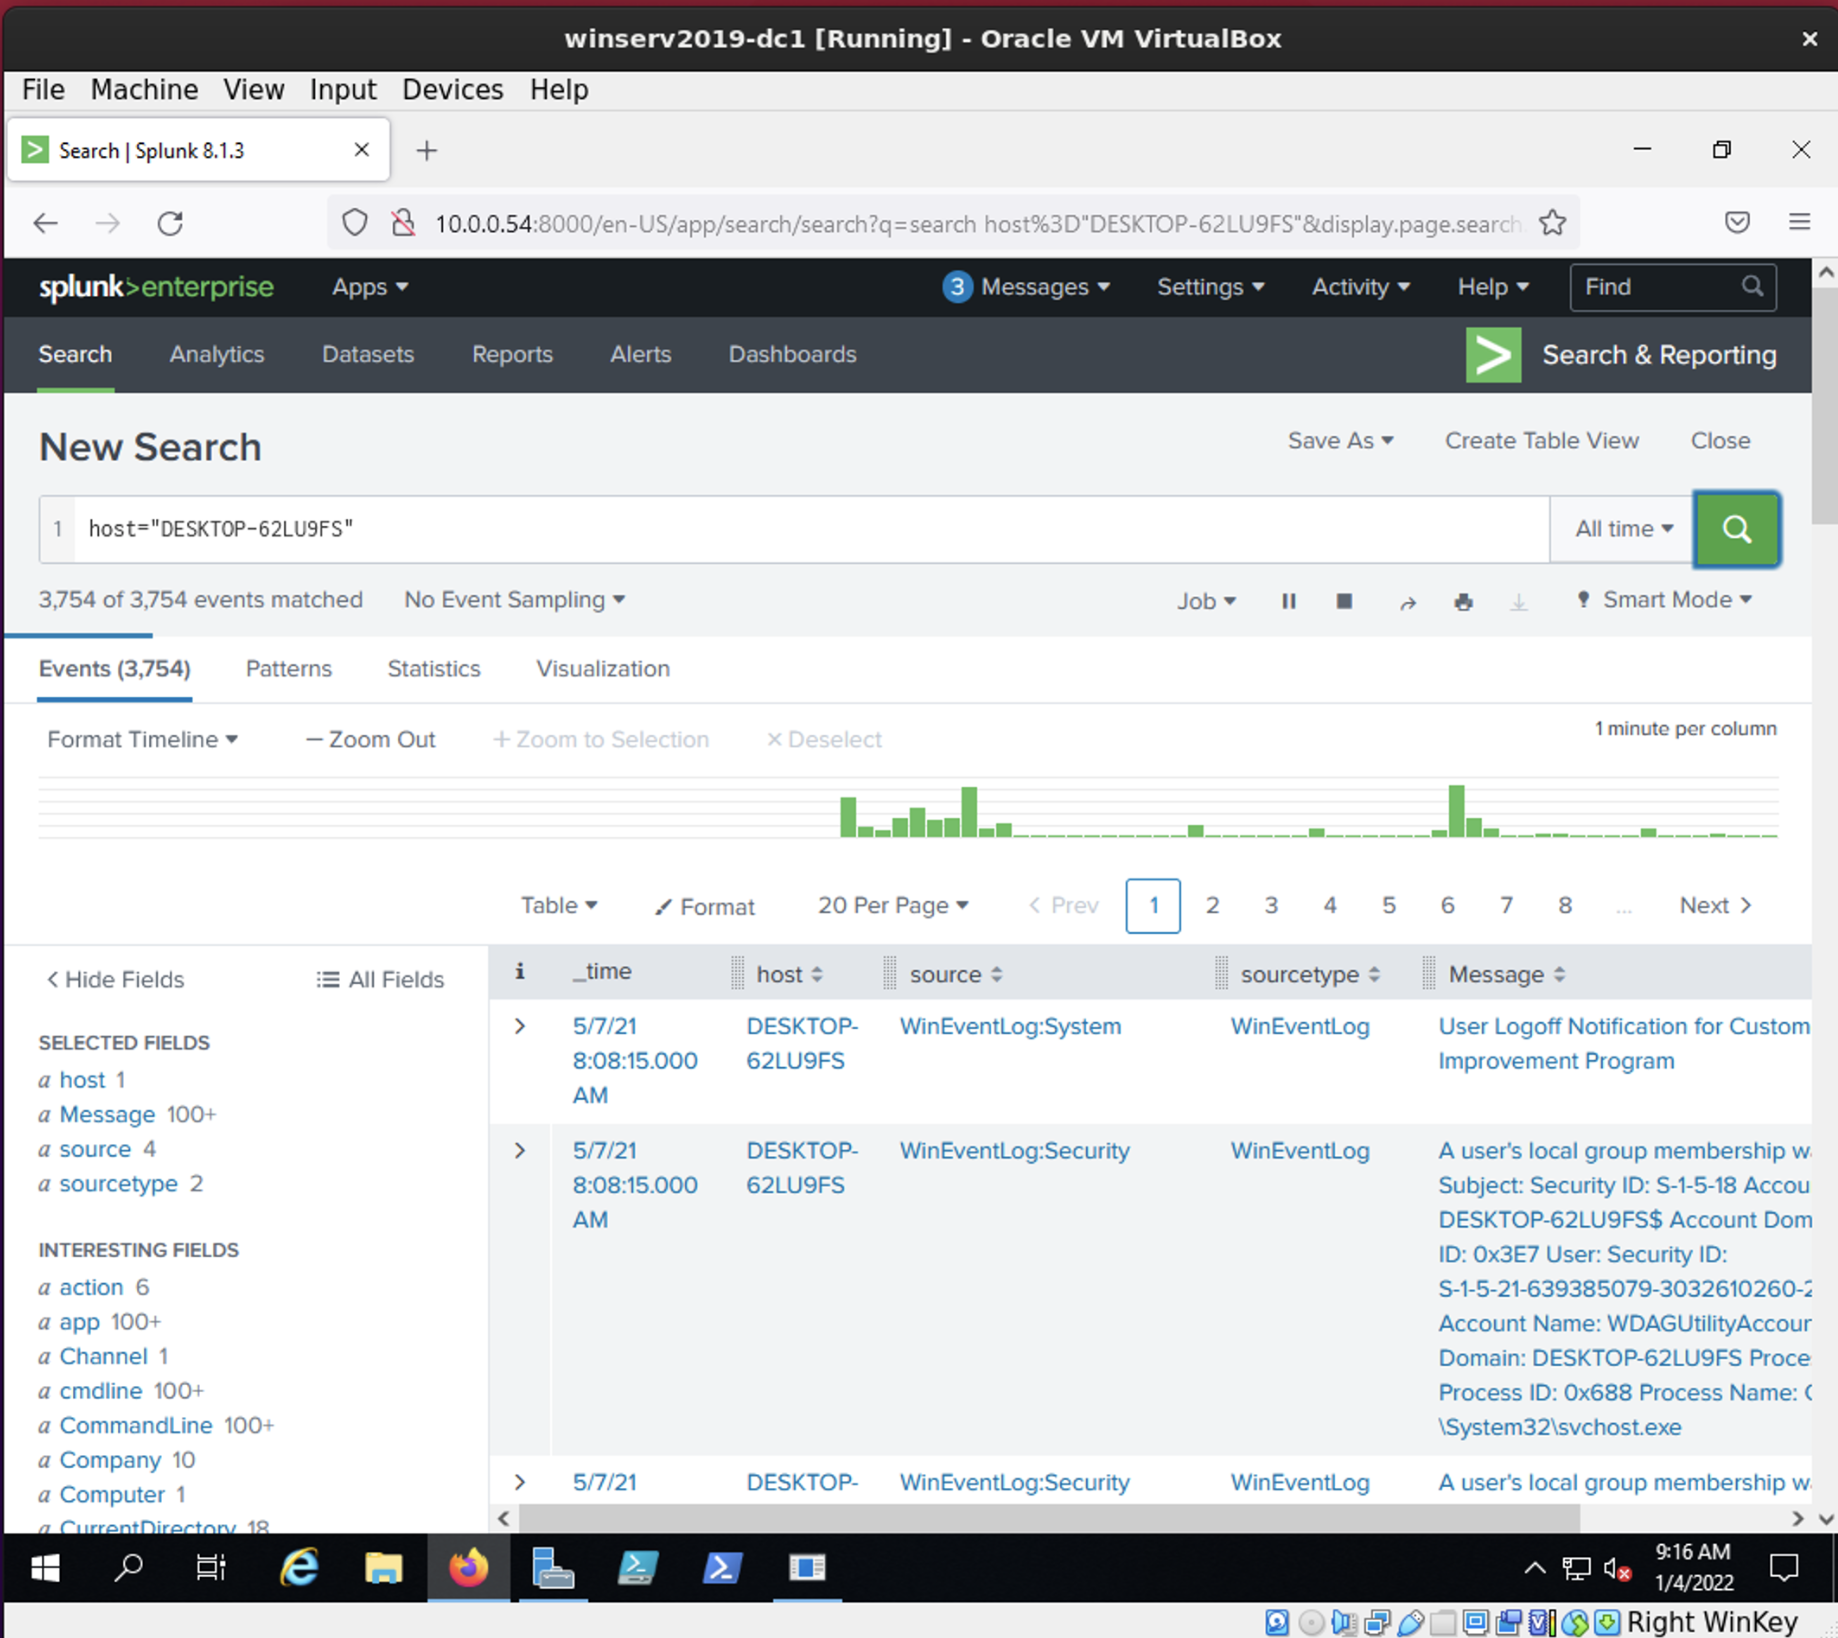 winserv2019-dc1 [Running] - Oracle VM VirtualBox
File Machine View Input Devices Help
Search | Splunk 8.1.3
10.0.0.54:8000/en-US/app/search/search?q=search host%3D"DESKTOP-62LU9FS"&display.page.search.
splunk>enterprise Apps 3 Messages Settings Activity Help Find
Search Analytics Datasets Reports Alerts Dashboards > Search & Reporting
New Search
Save As Create Table View Close
1 host="DESKTOP-62LU9FS" All time
3,754 of 3,754 events matched No Event Sampling Job Smart Mode
Events (3,754) Patterns Statistics Visualization
Format Timeline — Zoom Out + Zoom to Selection × Deselect
1 minute per column
Table Format 20 Per Page < Prev 1 2 3 4 5 6 7 8 ... Next >
< Hide Fields All Fields
SELECTED FIELDS
a host 1
a Message 100+
a source 4
a sourcetype 2
INTERESTING FIELDS
a action 6
a app 100+
a Channel 1
a cmdline 100+
a CommandLine 100+
a Company 10
a Computer 1
a CurrentDirectory 18
i _time host source sourcetype Message
> 5/7/21 DESKTOP- WinEventLog:System WinEventLog User Logoff Notification for Custom
8:08:15.000 62LU9FS Improvement Program
AM
> 5/7/21 DESKTOP- WinEventLog:Security WinEventLog A user's local group membership w
8:08:15.000 62LU9FS Subject: Security ID: S-1-5-18 Accou
AM DESKTOP-62LU9FS$ Account Dom
ID: 0x3E7 User: Security ID:
S-1-5-21-639385079-3032610260-2
Account Name: WDAGUtilityAccour
Domain: DESKTOP-62LU9FS Proce
Process ID: 0x688 Process Name: C
\System32\svchost.exe
> 5/7/21 DESKTOP- WinEventLog:Security WinEventLog A user's local group membership w
9:16 AM
1/4/2022
Right WinKey